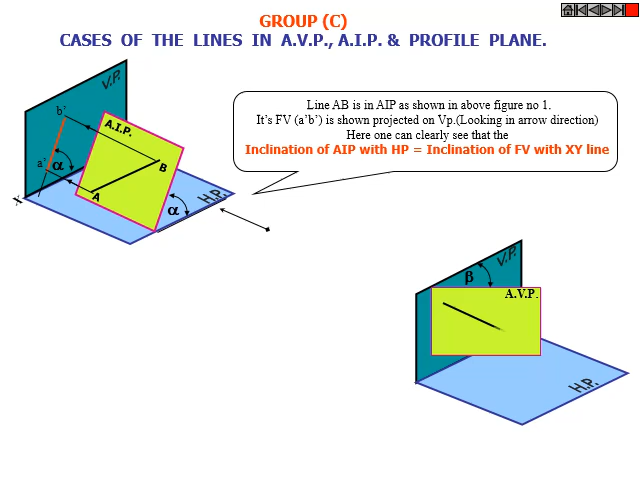 GROUP (C)
CASES OF THE LINES IN A.V.P., A.I.P. & PROFILE PLANE.
Line AB is in AIP as shown in above figure no 1.
It’s FV (a’b’) is shown projected on Vp.(Looking in arrow direction)
Here one can clearly see that the
Inclination of AIP with HP = Inclination of FV with XY line
V.P.
b’
A.I.P.
a’
α
B
A
X
α
H.P.
V.P.
β
A.V.P.
H.P.